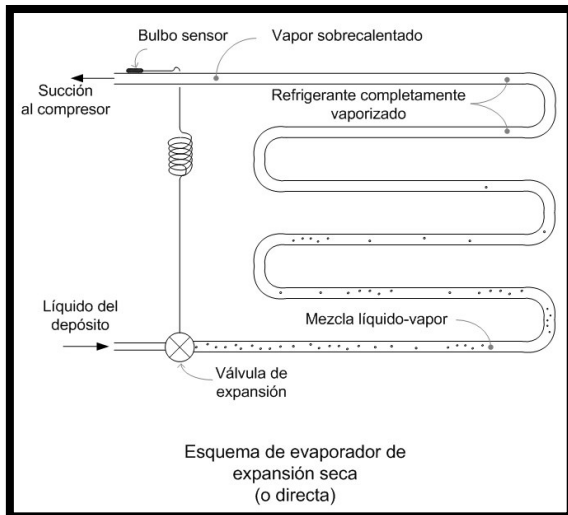 Bulbo sensor
Vapor sobrecalentado
Succión
al compresor
Refrigerante completamente
vaporizado
Líquido del
depósito
Mezcla líquido-vapor
Válvula de
expansión
Esquema de evaporador de
expansión seca
(o directa)